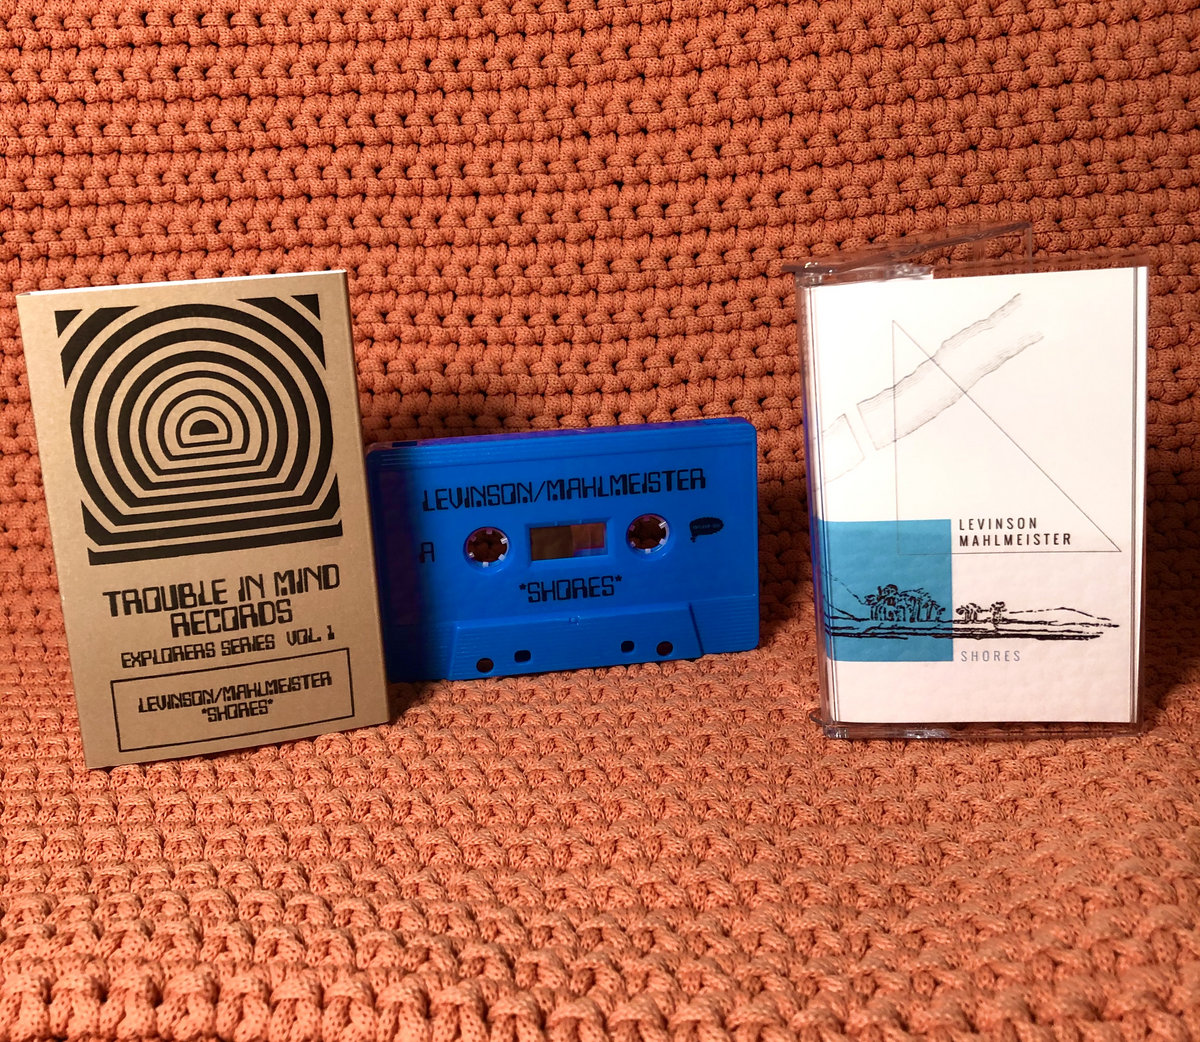 TROUBLE IN MIND
RECORDS
EXPLORERS SERIES VOL. 1
LEVINSON/MAHLMEISTER
*SHORES*
LEVINSON/MAHLMEISTER
A
*SHORES*
LEVINSON
MAHLMEISTER
SHORES